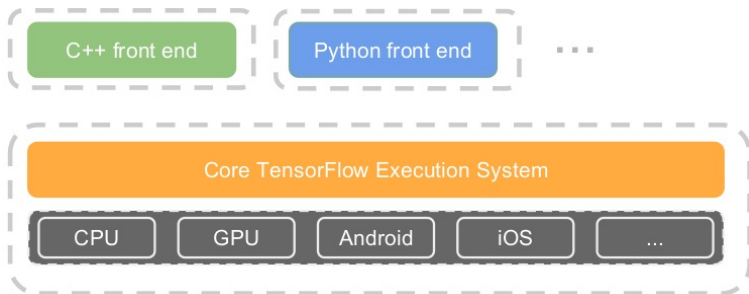 C++ front end
Python front end
...
Core TensorFlow Execution System
CPU
GPU
Android
iOS
...